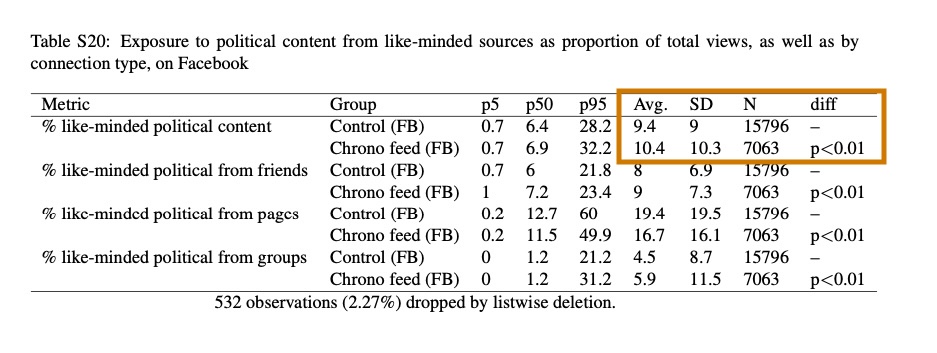 Table S20: Exposure to political content from like-minded sources as proportion of total views, as well as by
connection type, on Facebook
Metric Group p5 p50 p95 Avg. SD N diff
% like-minded political content Control (FB) 0.7 6.4 28.2 9.4 9 15796 –
Chrono feed (FB) 0.7 6.9 32.2 10.4 10.3 7063 p<0.01
% like-minded political from friends Control (FB) 0.7 6 21.8 8 6.9 15796 –
Chrono feed (FB) 1 7.2 23.4 9 7.3 7063 p<0.01
% like-minded political from pages Control (FB) 0.2 12.7 60 19.4 19.5 15796 –
Chrono feed (FB) 0.2 11.5 49.9 16.7 16.1 7063 p<0.01
% like-minded political from groups Control (FB) 0 1.2 21.2 4.5 8.7 15796 –
Chrono feed (FB) 0 1.2 31.2 5.9 11.5 7063 p<0.01
532 observations (2.27%) dropped by listwise deletion.